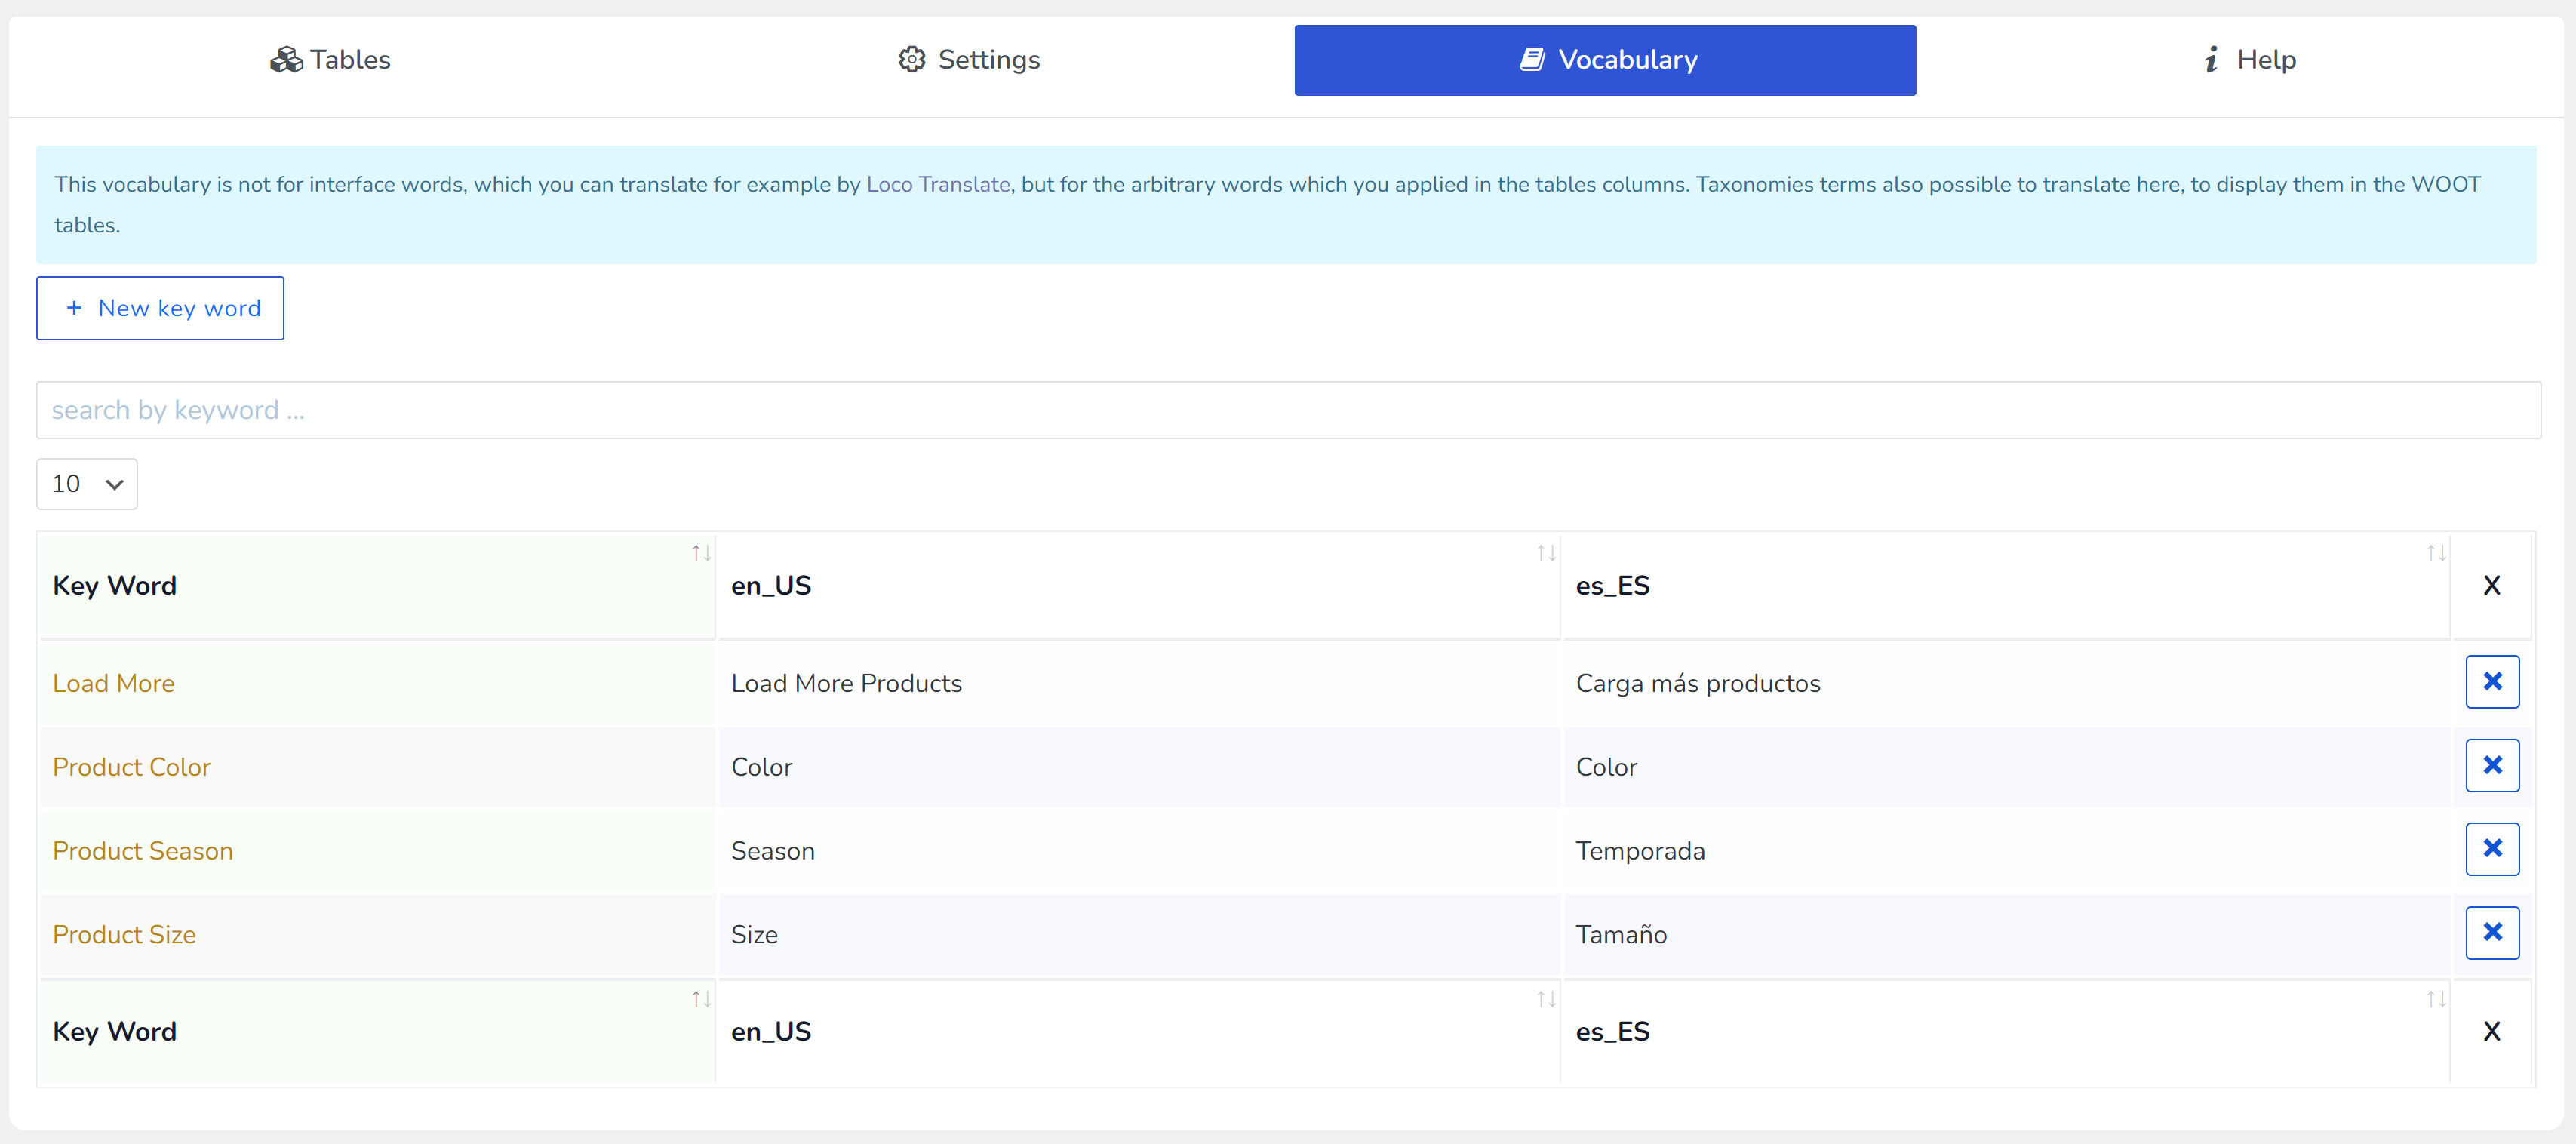 Tables Settings Vocabulary Help
This vocabulary is not for interface words, which you can translate for example by Loco Translate, but for the arbitrary words which you applied in the tables columns. Taxonomies terms also possible to translate here, to display them in the WOOT
tables.
+ New key word
search by keyword ...
10
Key Word en_US es_ES X
Load More Load More Products Carga más productos
Product Color Color Color
Product Season Season Temporada
Product Size Size Tamaño
Key Word en_US es_ES X